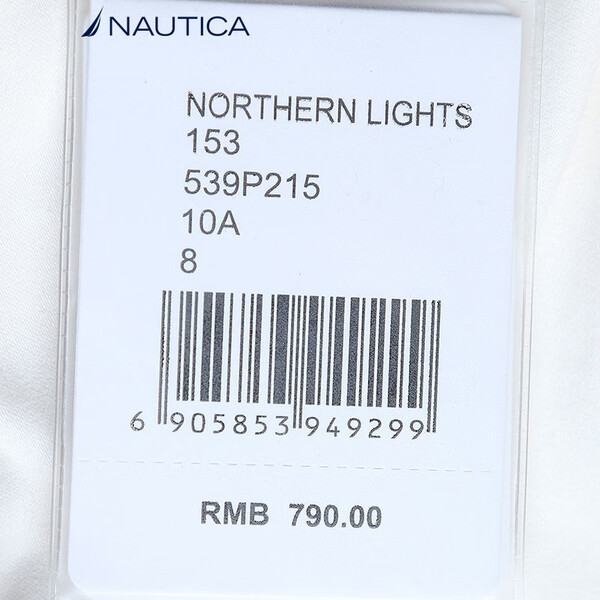 NAUTICA
NORTHERN LIGHTS
153
539P215
10A
8
6 905853 949299
RMB 790.00